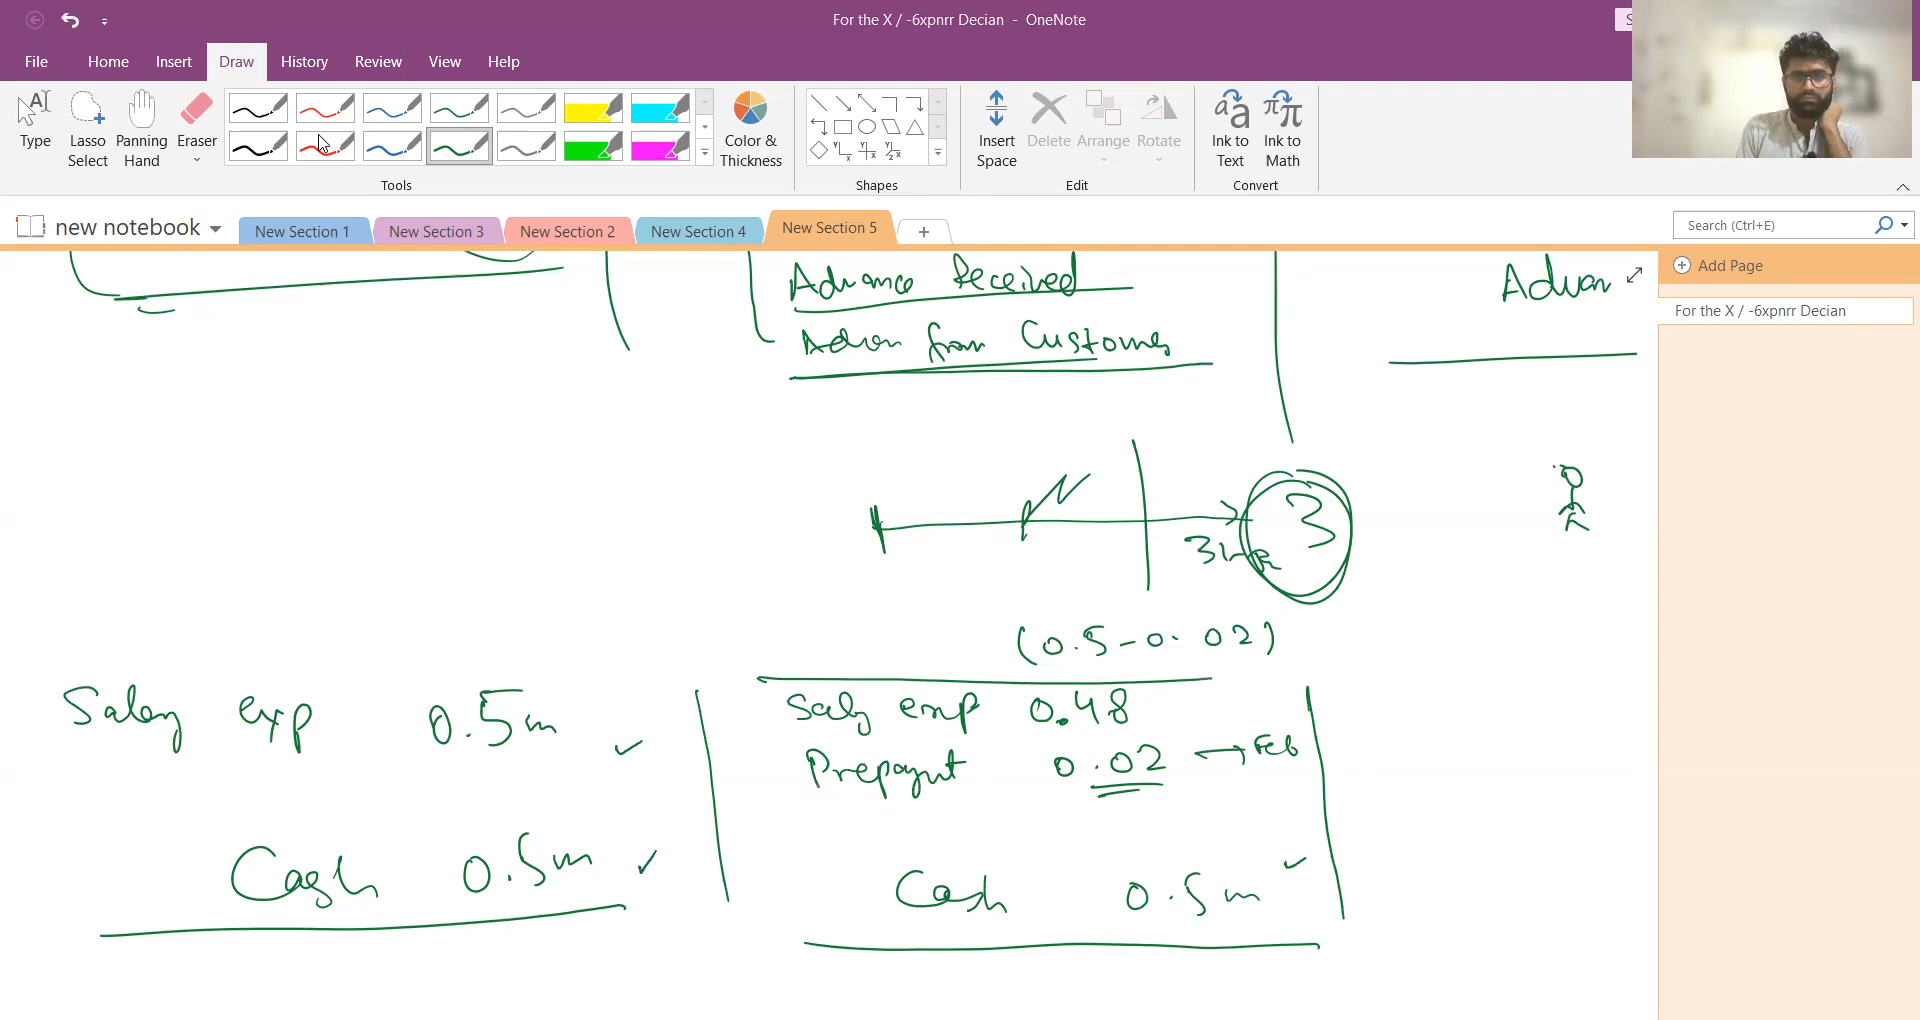 For the X / -6xpnrr Decian - OneNote
File Home Insert Draw History Review View Help
Type
Lasso Select
Panning Hand
Eraser
Color & Thickness
Insert Space
Delete
Arrange
Rotate
Ink to Text
Ink to Math
Tools
Shapes
Edit
Convert
new notebook
New Section 1
New Section 3
New Section 2
New Section 4
New Section 5
Search (Ctrl+E)
Add Page
For the X / -6xpnrr Decian
Advance Received
from Customer
3
(0.5-0.02)
Salary exp 0.5m
exp 0.48
0.02 Feb
Cash 0.5m
Cash 0.5m